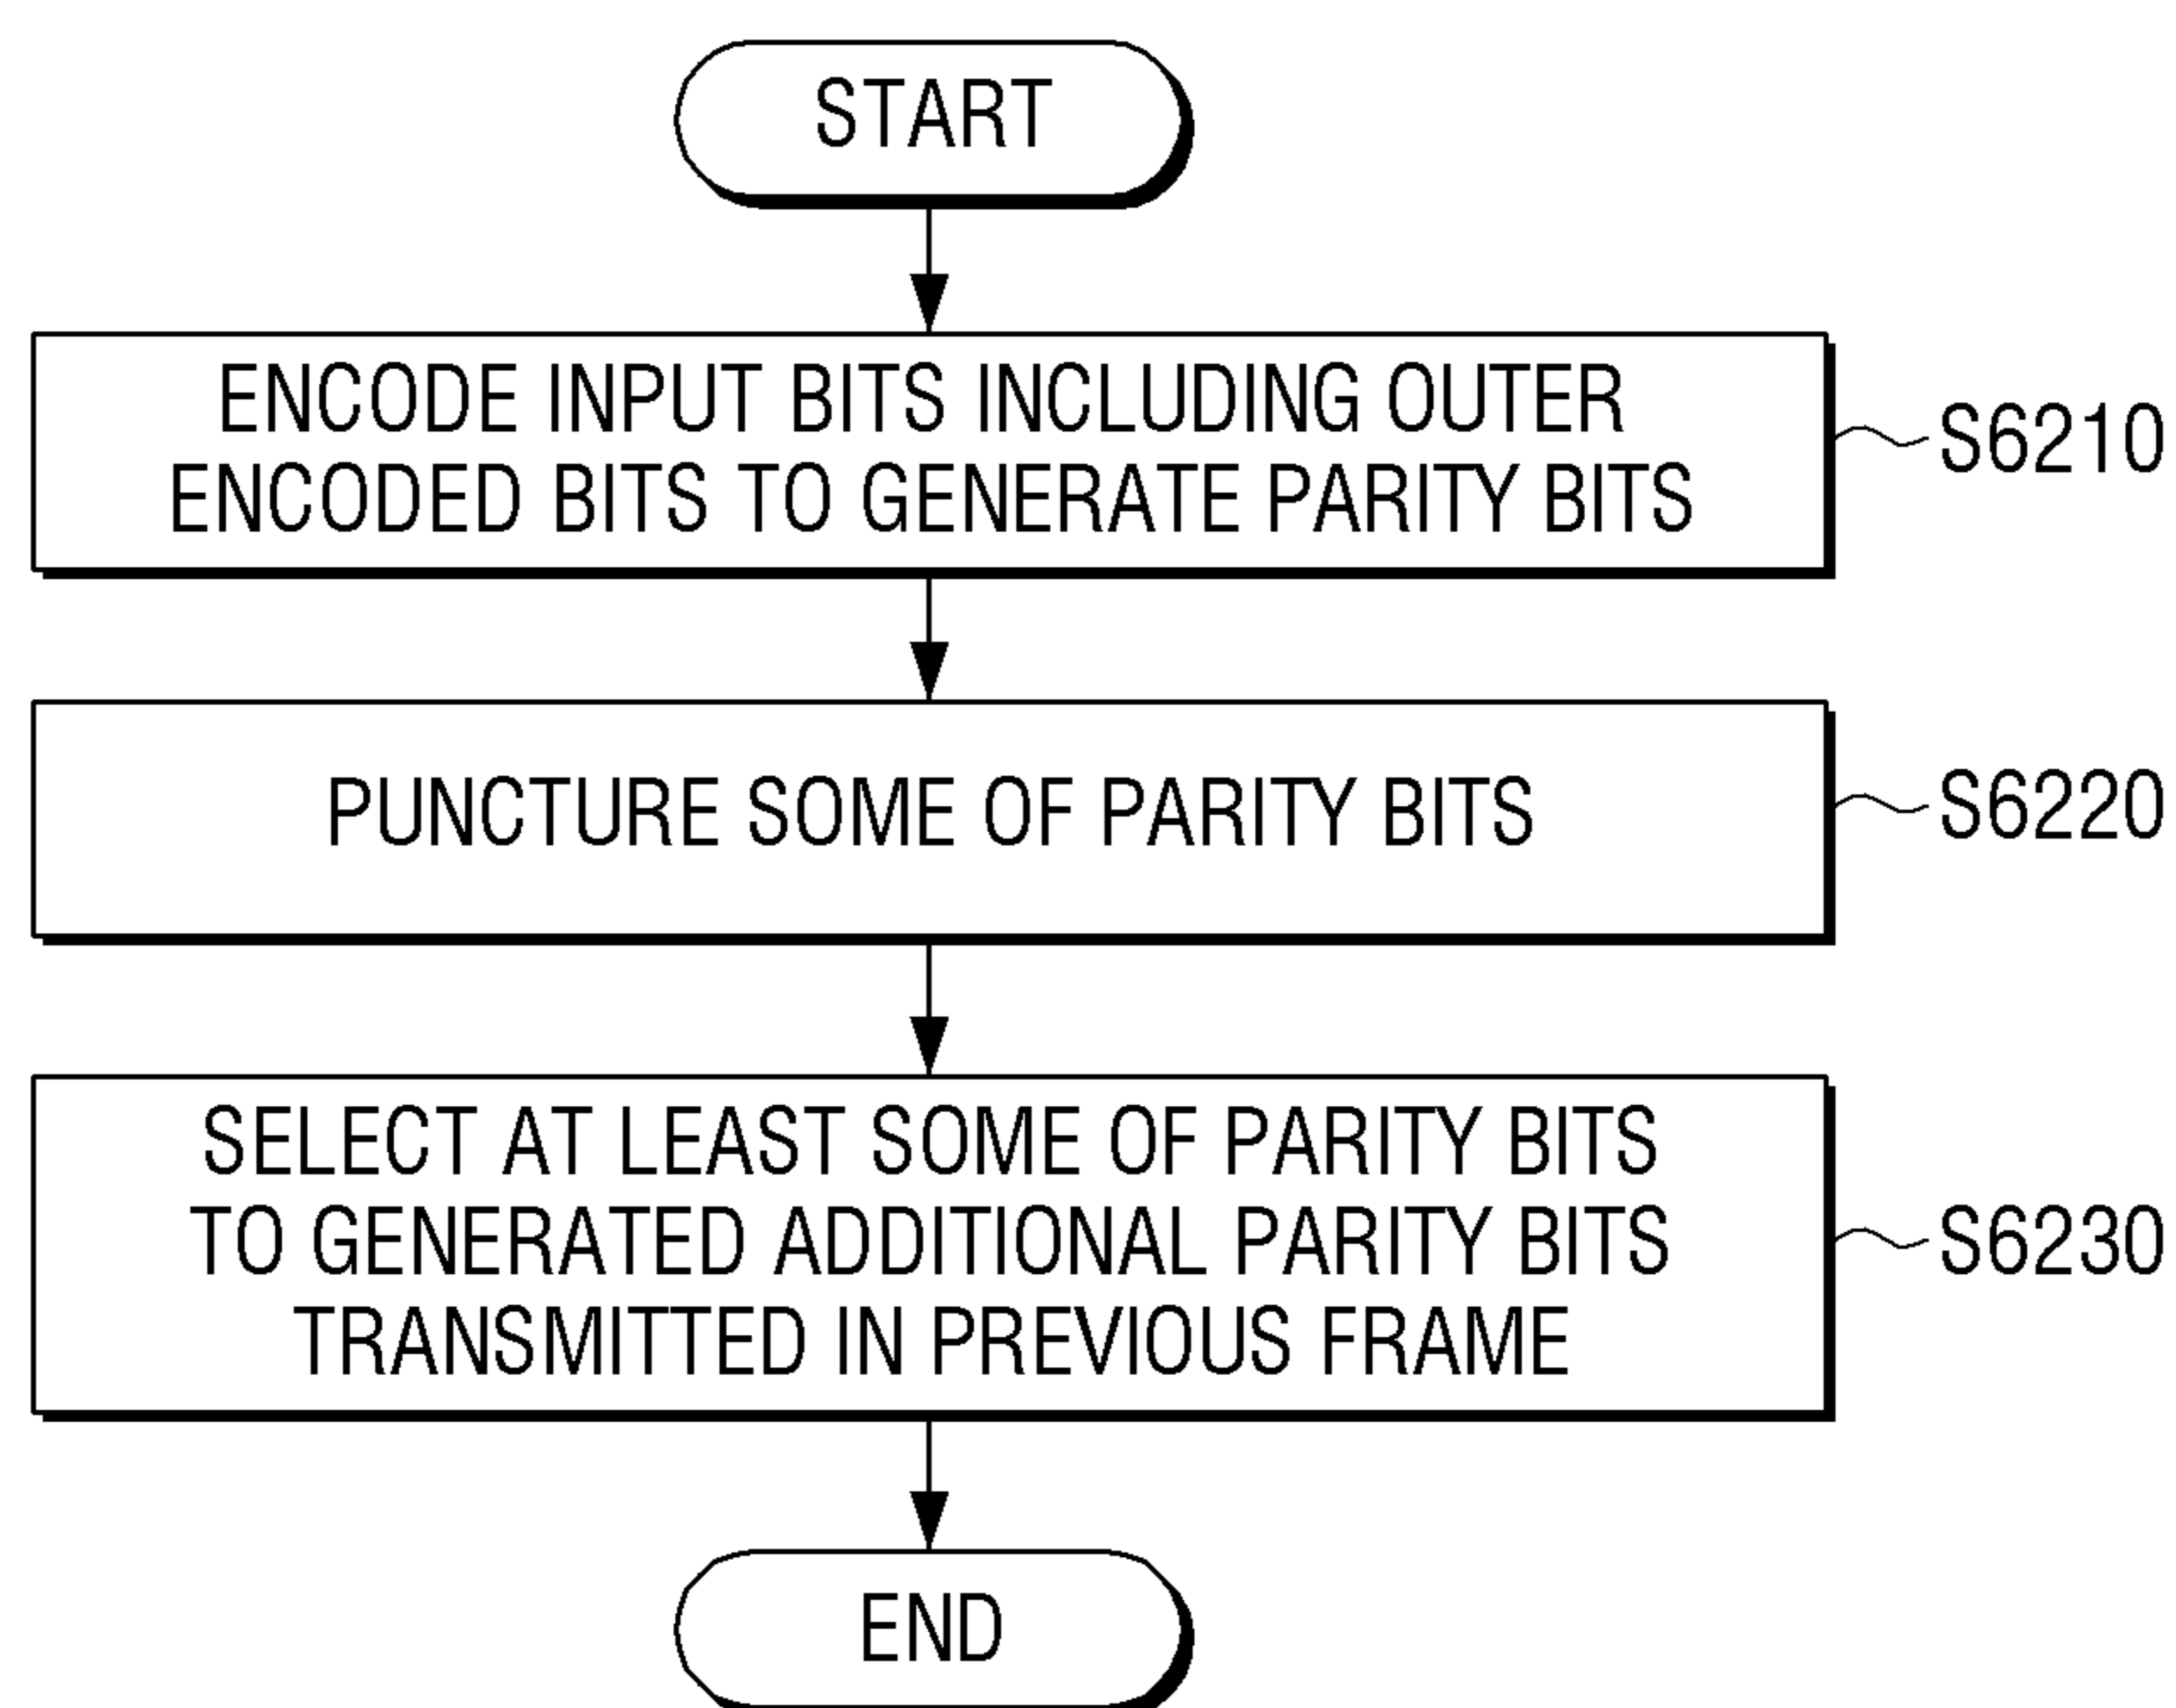 START
ENCODE INPUT BITS INCLUDING OUTER
ENCODED BITS TO GENERATE PARITY BITS
S6210
PUNCTURE SOME OF PARITY BITS
S6220
SELECT AT LEAST SOME OF PARITY BITS
TO GENERATED ADDITIONAL PARITY BITS
TRANSMITTED IN PREVIOUS FRAME
S6230
END